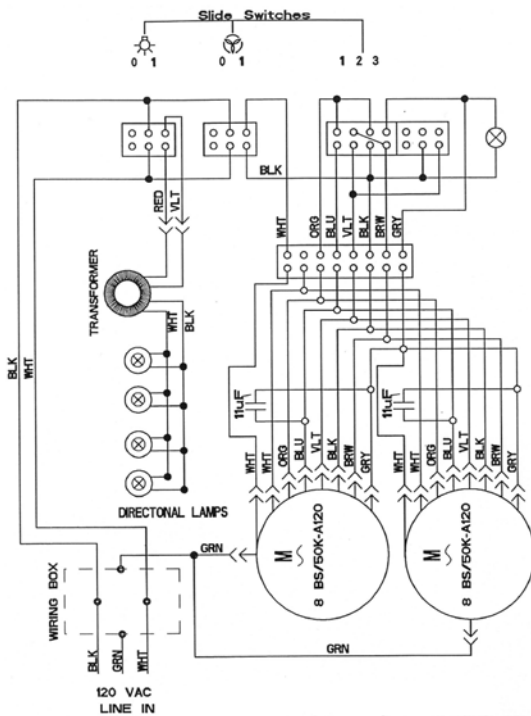 Slide Switches
0 1
0 1
1 2 3
BLK
RED
VLT
WHT
ORG
BLU
VLT
BLK
BRW
GRY
TRANSFORMER
WHT
BLK
BLK
WHT
11uF
11uF
WHT
WHT
ORG
BLU
VLT
BLK
BRW
GRY
WHT
WHT
ORG
BLU
VLT
BLK
BRW
GRY
DIRECTIONAL LAMPS
GRN
M
8 BS/50K-A120
M
8 BS/50K-A120
WIRING BOX
GRN
BLK
GRN
WHT
120 VAC
LINE IN